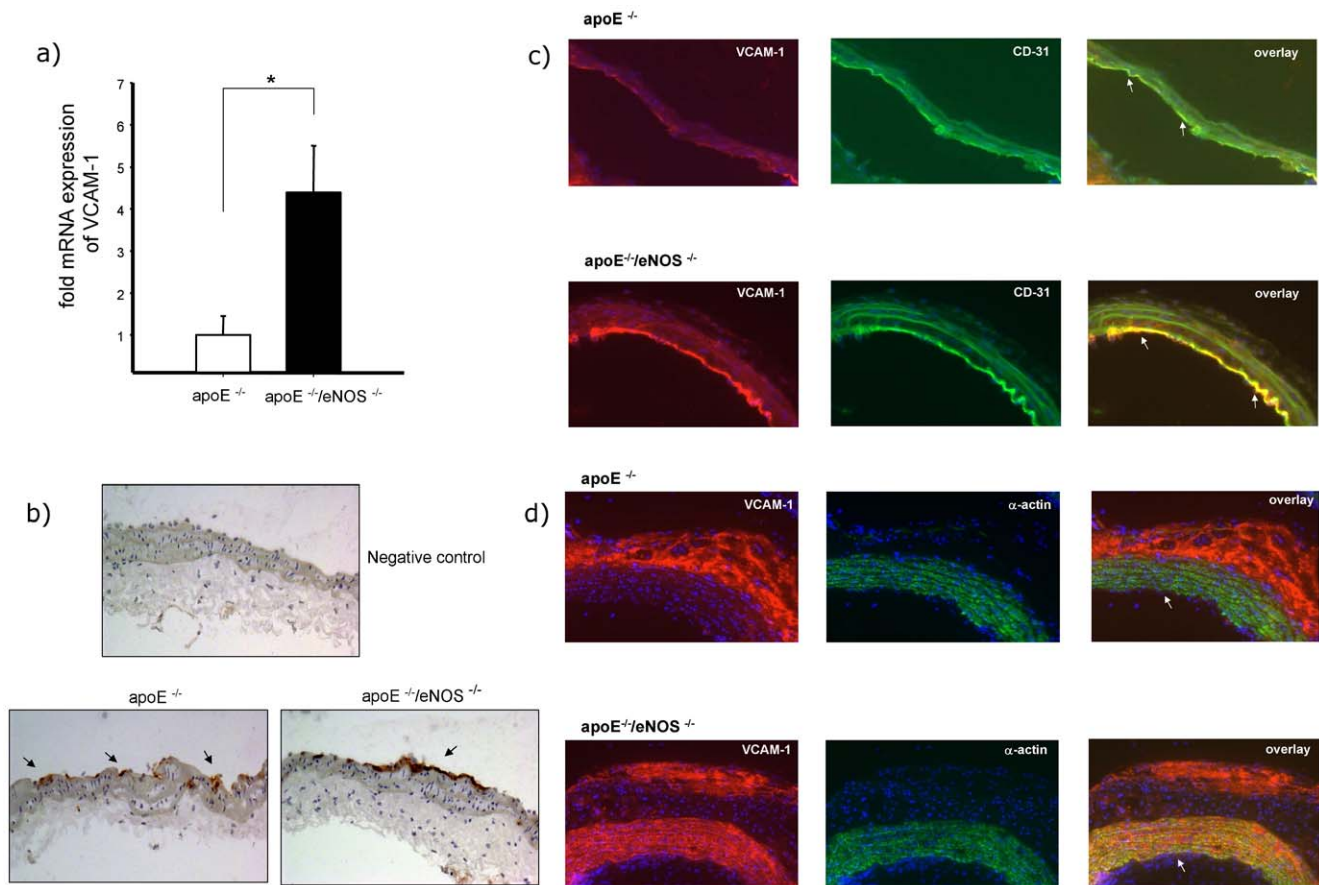 a)
7
6
5
4
3
2
1
fold mRNA expression
of VCAM-1
*
apoE -/-
apoE -/-/eNOS -/-
b)
Negative control
apoE -/-
apoE -/-/eNOS -/-
c)
apoE -/-
VCAM-1
CD-31
overlay
apoE-/-/eNOS -/-
VCAM-1
CD-31
overlay
d)
apoE -/-
VCAM-1
α-actin
overlay
apoE-/-/eNOS -/-
VCAM-1
α-actin
overlay